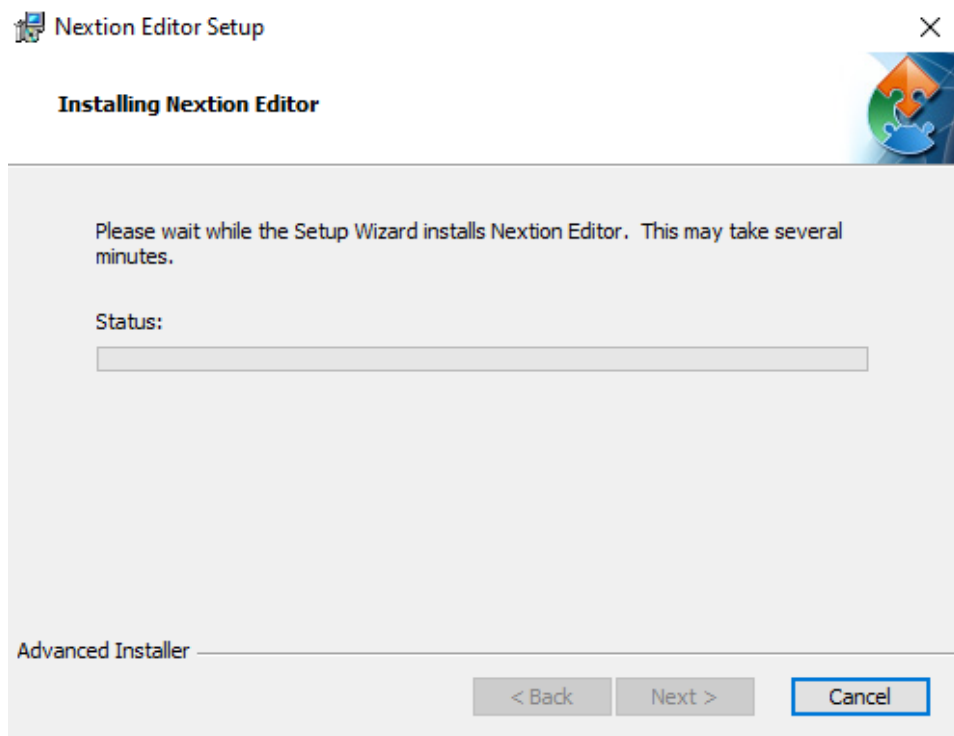 Nextion Editor Setup
Installing Nextion Editor
Please wait while the Setup Wizard installs Nextion Editor.  This may take several
minutes.
Status:
Advanced Installer
< Back
Next >
Cancel